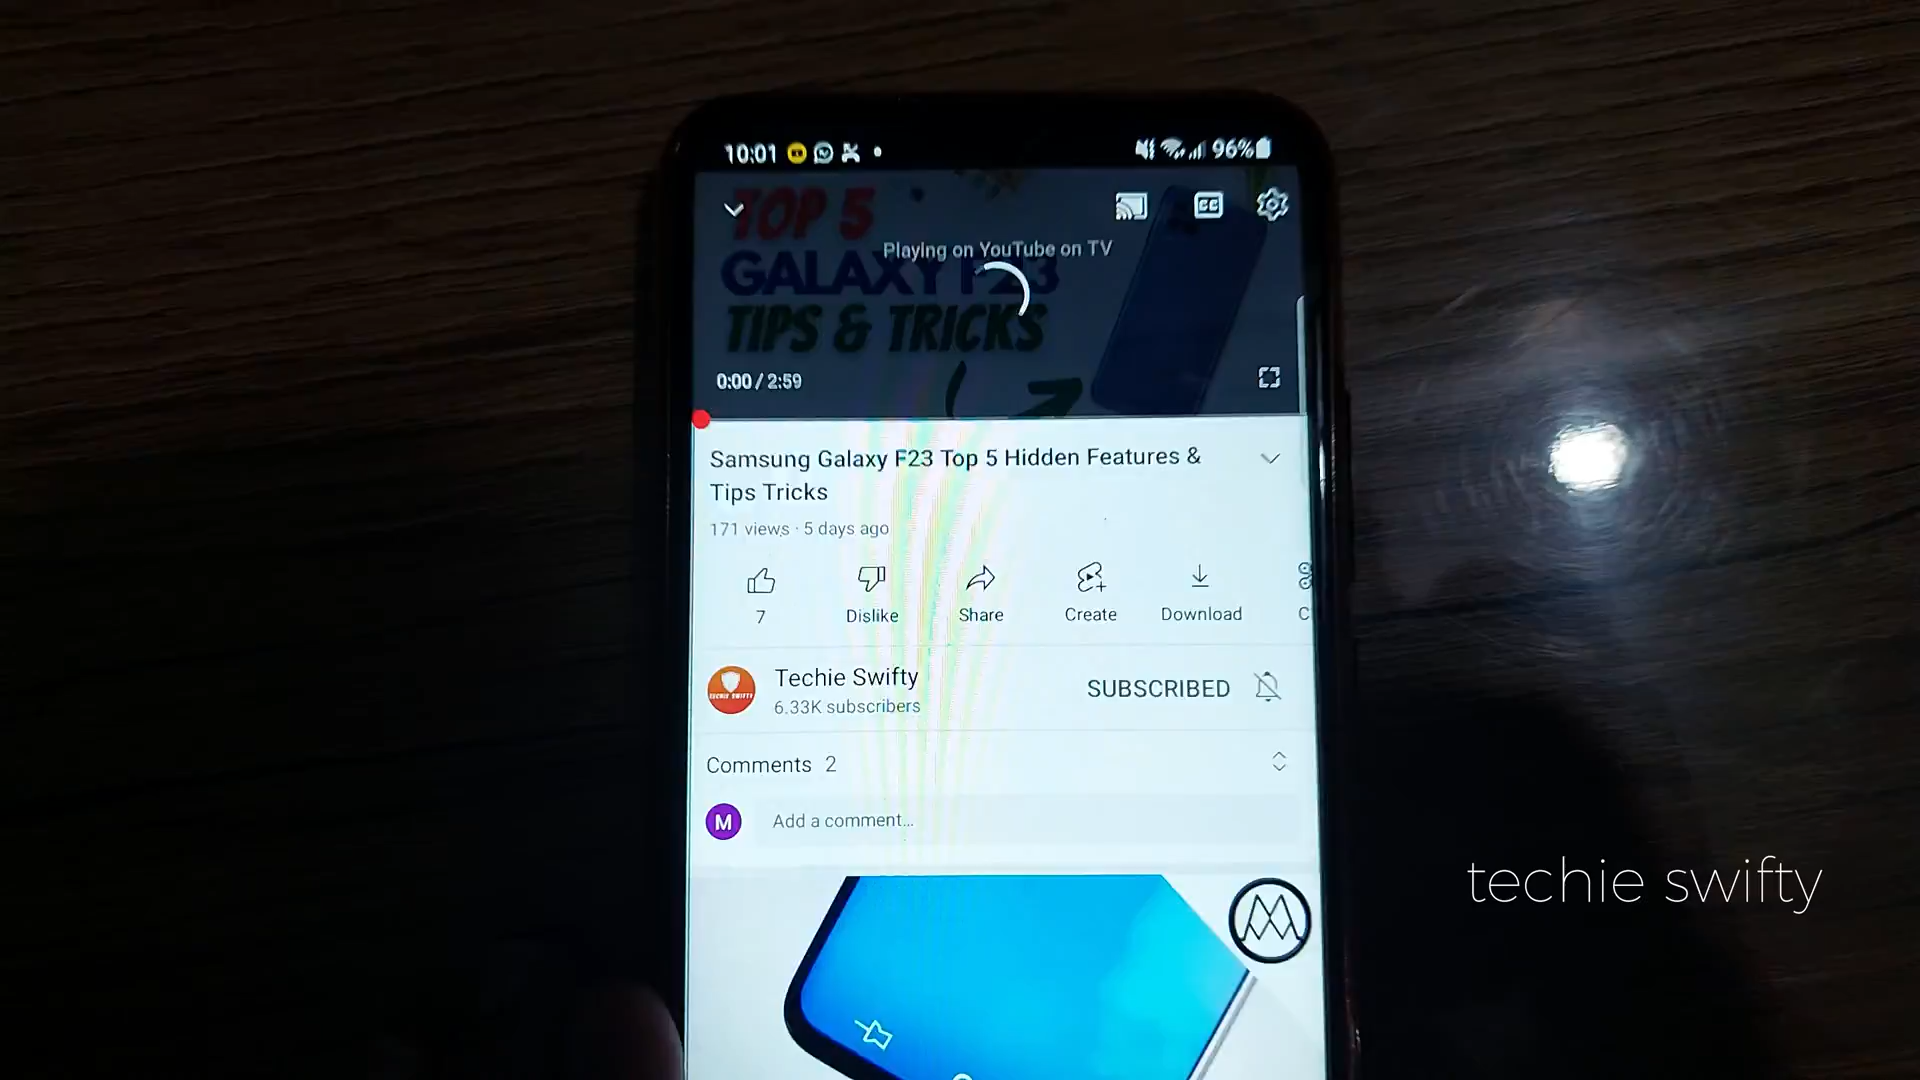 10:01
96%
TOP 5
Playing on YouTube on TV
GALAXY F23
TIPS & TRICKS
0:00 / 2:59
Samsung Galaxy F23 Top 5 Hidden Features &
Tips Tricks
171 views · 5 days ago
7 Dislike Share Create Download C
Techie Swifty
6.33K subscribers
SUBSCRIBED
Comments 2
M Add a comment...
techie swifty